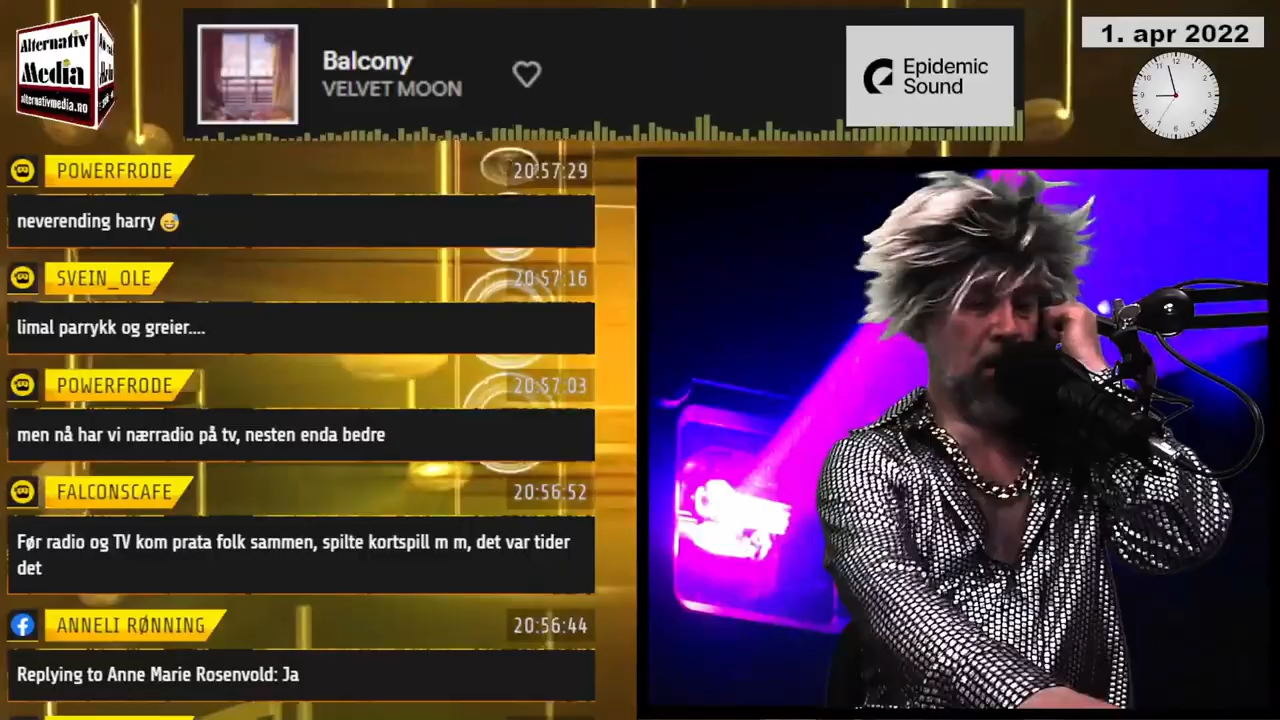 Alternativ
Media
alternativmedia.no
Balcony
VELVET MOON
Epidemic
Sound
1. apr 2022
POWERFRODE
20:57:29
neverending harry 😅
SVEIN_OLE
20:57:16
limal parrykk og greier....
POWERFRODE
20:57:03
men nå har vi nærradio på tv, nesten enda bedre
FALCONSCAFE
20:56:52
Før radio og TV kom prata folk sammen, spilte kortspill m m, det var tider
det
ANNELI RØNNING
20:56:44
Replying to Anne Marie Rosenvold: Ja